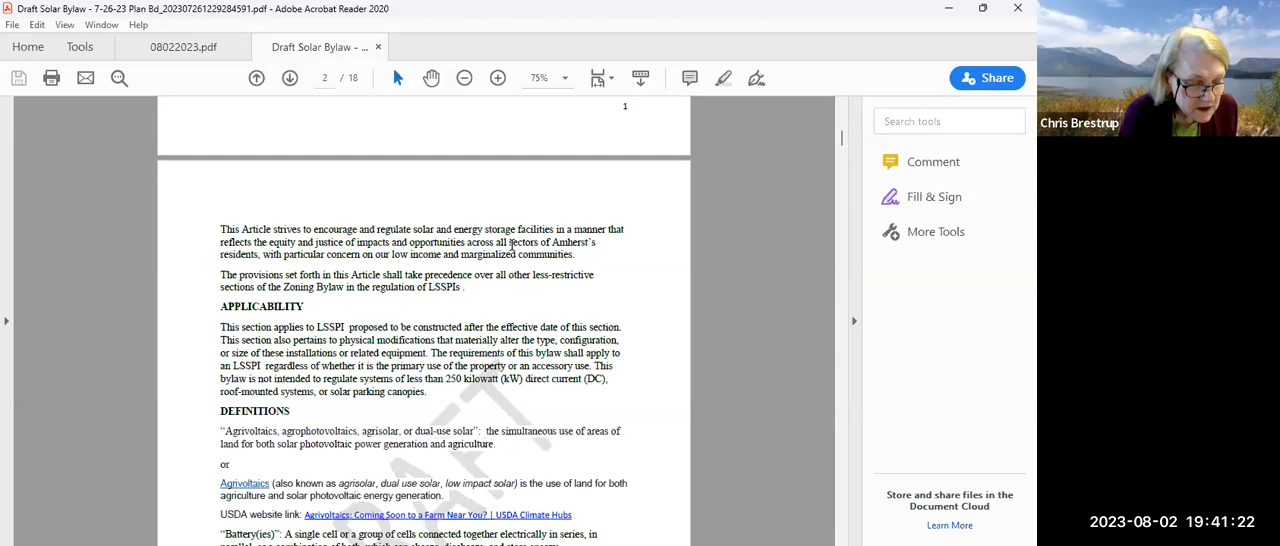 Draft Solar Bylaw - 7-26-23 Plan Bd_202307261229284591.pdf - Adobe Acrobat Reader 2020
File Edit View Window Help
Home Tools 08022023.pdf Draft Solar Bylaw - ... ×
2 / 18 75% Share
1
Search tools
Comment
Fill & Sign
More Tools
Chris Brestrup
This Article strives to encourage and regulate solar and energy storage facilities in a manner that
reflects the equity and justice of impacts and opportunities across all sectors of Amherst's
residents, with particular concern on our low income and marginalized communities.
The provisions set forth in this Article shall take precedence over all other less-restrictive
sections of the Zoning Bylaw in the regulation of LSSPIs .
APPLICABILITY
This section applies to LSSPI proposed to be constructed after the effective date of this section.
This section also pertains to physical modifications that materially alter the type, configuration,
or size of these installations or related equipment. The requirements of this bylaw shall apply to
an LSSPI regardless of whether it is the primary use of the property or an accessory use. This
bylaw is not intended to regulate systems of less than 250 kilowatt (kW) direct current (DC),
roof-mounted systems, or solar parking canopies.
DEFINITIONS
"Agrivoltaics, agrophotovoltaics, agrisolar, or dual-use solar": the simultaneous use of areas of
land for both solar photovoltaic power generation and agriculture.
or
Agrivoltaics (also known as agrisolar, dual use solar, low impact solar) is the use of land for both
agriculture and solar photovoltaic energy generation.
USDA website link: Agrivoltaics: Coming Soon to a Farm Near You? | USDA Climate Hubs
"Battery(ies)": A single cell or a group of cells connected together electrically in series, in
parallel, or a combination of both, which can charge, discharge, and store energy
DRAFT
Store and share files in the
Document Cloud
Learn More
2023-08-02 19:41:22